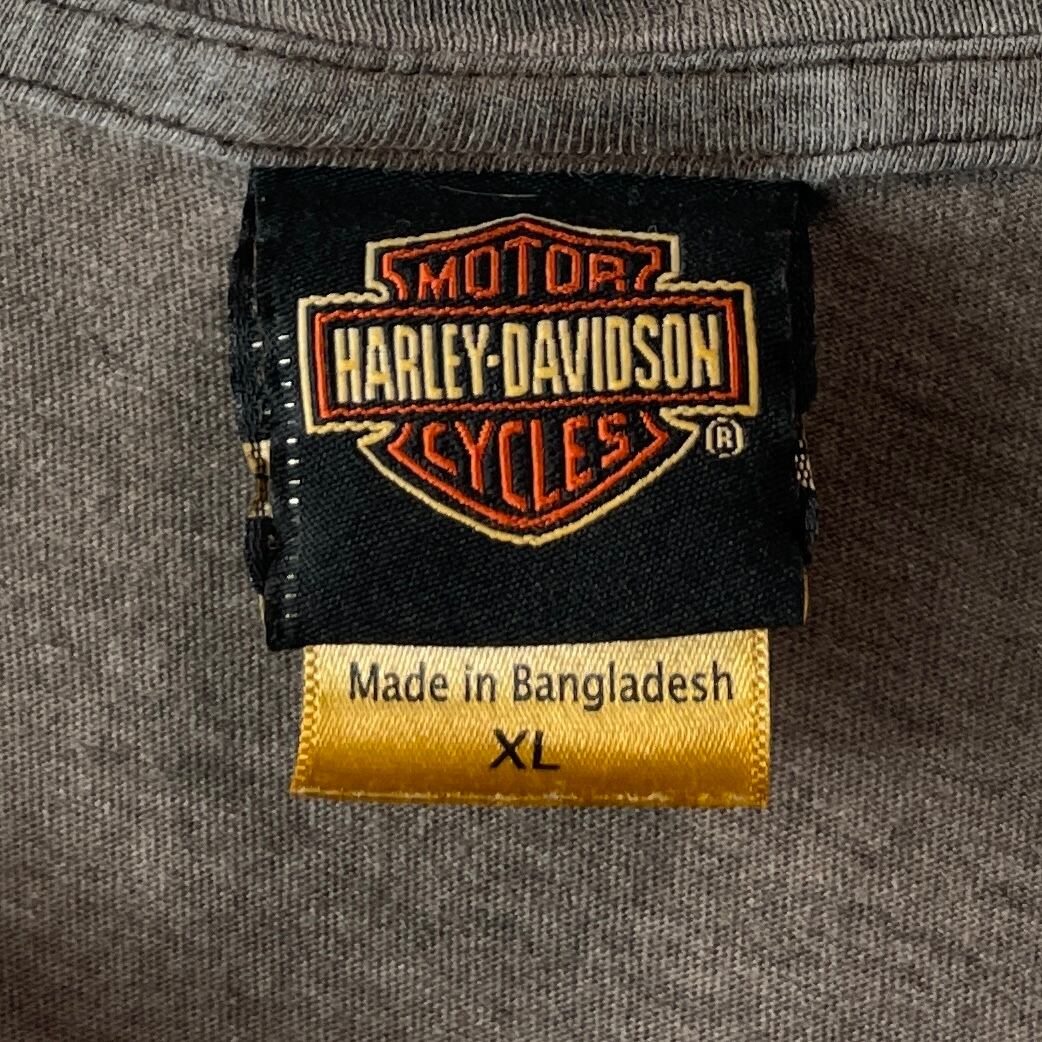 MOTOR
HARLEY-DAVIDSON
CYCLES
®
Made in Bangladesh
XL